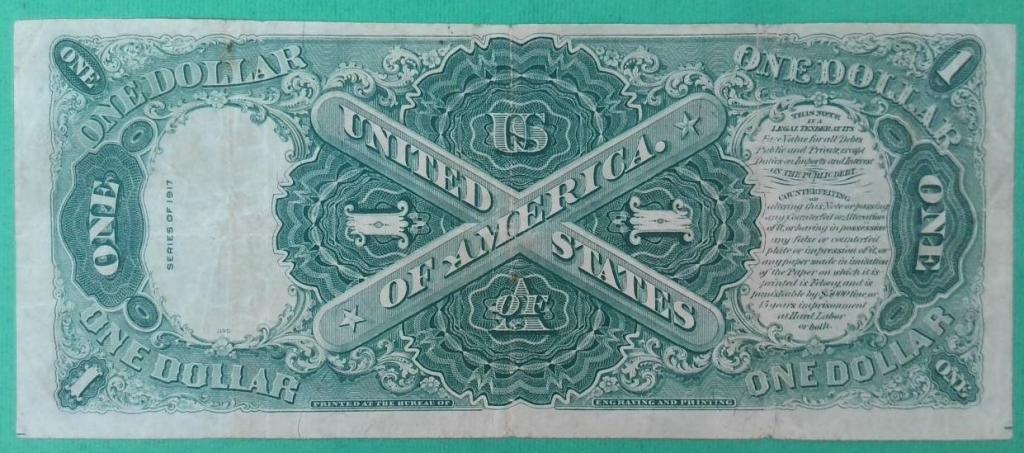 ONE
ONE DOLLAR
ONE DOLLAR
1
US
UNITED
STATES
OF AMERICA.
1
1
ONE
SERIES OF 1917
THIS NOTE
IS A
LEGAL TENDER AT ITS
Face Value for all Debts
Public and Private except
Duties on Imports and Interest
ON THE PUBLIC DEBT.
COUNTERFEITING
or
altering this Note or passing
any Counterfeit or Alteration
of it, or having in possession
any false or counterfeit
plate or impression of it, or
any paper made in imitation
of the Paper on which it is
printed is Felony, and is
punishable by $5000 fine or
15 years imprisonment
at Hard Labor
or both.
ONE
OF
A
1
ONE DOLLAR
ONE DOLLAR
ONE
PRINTED AT THE BUREAU OF
ENGRAVING AND PRINTING